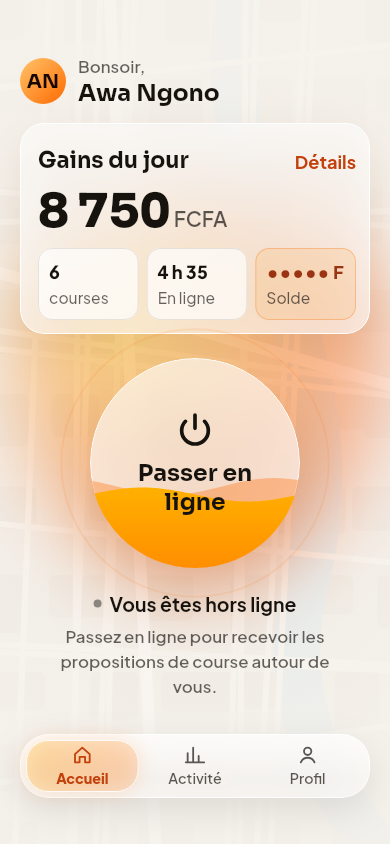 AN
Bonsoir,
Awa Ngono
Gains du jour
Détails
8 750 FCFA
6
courses
4 h 35
En ligne
●●●●● F
Solde
Passer en
ligne
Vous êtes hors ligne
Passez en ligne pour recevoir les
propositions de course autour de
vous.
Accueil
Activité
Profil